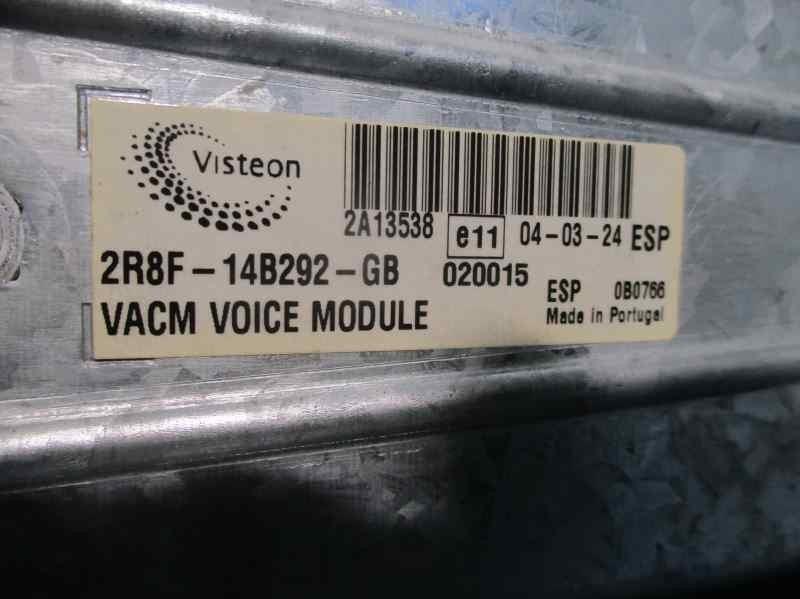 Visteon
2A13538 e11 04-03-24 ESP
2R8F-14B292-GB 020015 ESP 0B0766
VACM VOICE MODULE Made in Portugal